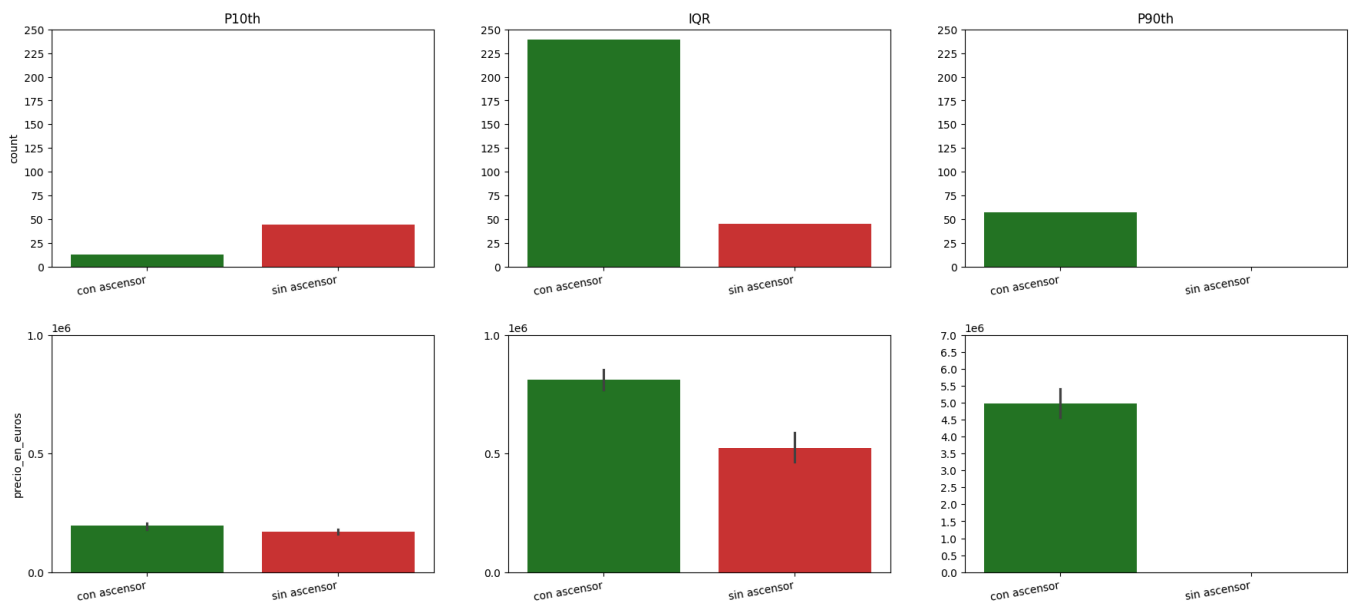 P10th
250
225
200
175
150
125
100
75
50
25
0
count
con ascensor
sin ascensor
IQR
250
225
200
175
150
125
100
75
50
25
0
con ascensor
sin ascensor
P90th
250
225
200
175
150
125
100
75
50
25
0
con ascensor
sin ascensor
1e6
1.0
0.5
0.0
precio_en_euros
con ascensor
sin ascensor
1e6
1.0
0.5
0.0
con ascensor
sin ascensor
1e6
7.0
6.5
6.0
5.5
5.0
4.5
4.0
3.5
3.0
2.5
2.0
1.5
1.0
0.5
0.0
con ascensor
sin ascensor